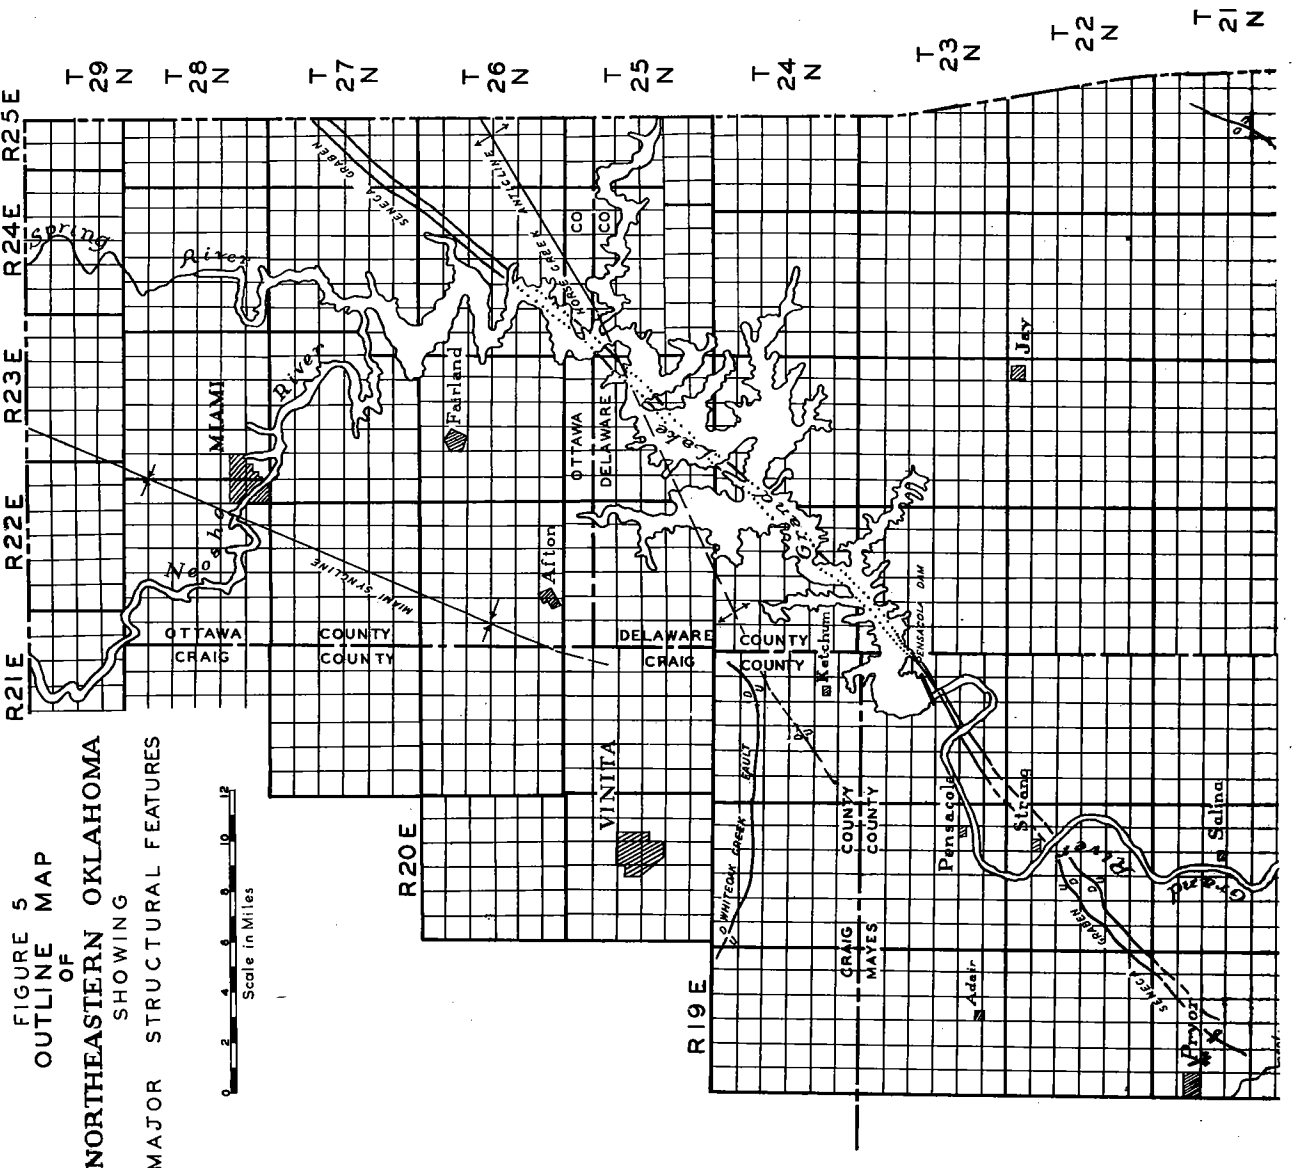 FIGURE 5
OUTLINE MAP
OF
NORTHEASTERN OKLAHOMA
SHOWING
MAJOR STRUCTURAL FEATURES
0 2 4 6 8 10 12
Scale in Miles
R21E
R22E
R23E
R24E
R25E
R20E
R19E
T 29 N
T 28 N
T 27 N
T 26 N
T 25 N
T 24 N
T 23 N
T 22 N
T 21 N
Spring
River
Neosho
River
MIAMI
MIAMI SYNCLINE
SENECA GRABEN
HORSE CREEK ANTICLINE
Fairland
Afton
OTTAWA
CRAIG
COUNTY
COUNTY
OTTAWA CO
DELAWARE CO
DELAWARE
CRAIG
COUNTY
COUNTY
Grand Lake
Ketchum
PENSACOLA DAM
VINITA
WHITEOAK CREEK FAULT
U
D
D
U
D
U
CRAIG COUNTY
MAYES COUNTY
Pensacola
Strang
Adair
Jay
Salina
Grand River
SENECA GRABEN
U
D
D
U
Pryor
U
D